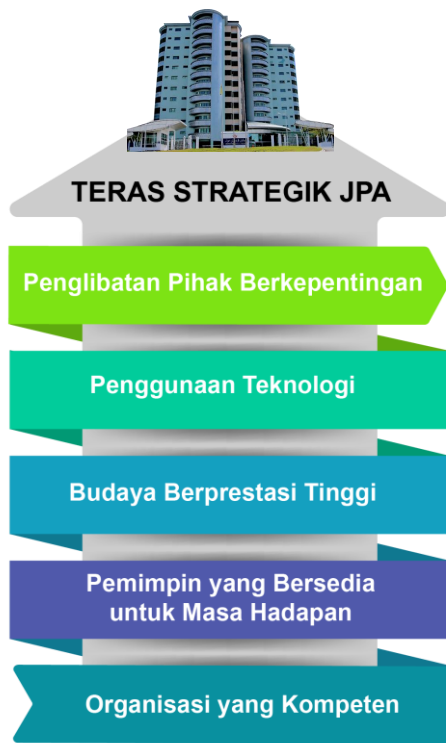 TERAS STRATEGIK JPA
Penglibatan Pihak Berkepentingan
Penggunaan Teknologi
Budaya Berprestasi Tinggi
Pemimpin yang Bersedia
untuk Masa Hadapan
Organisasi yang Kompeten